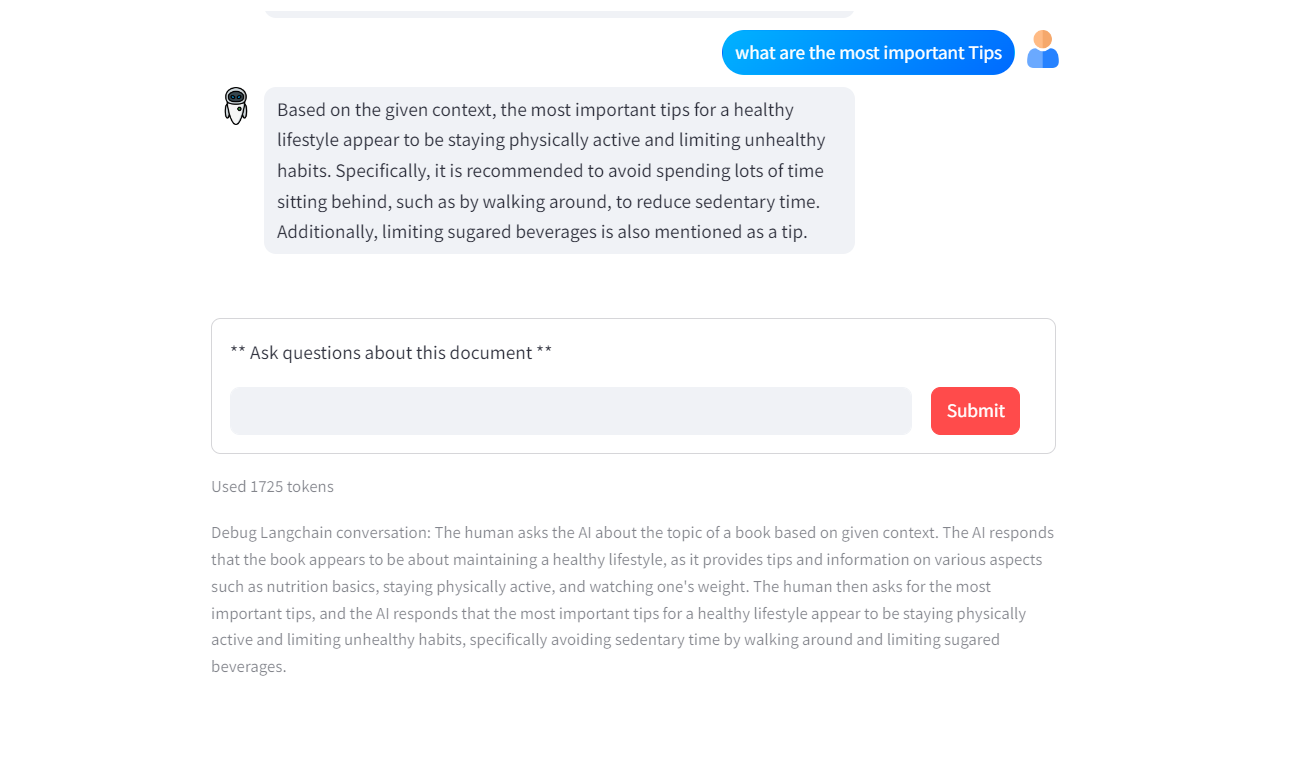 what are the most important Tips
Based on the given context, the most important tips for a healthy
lifestyle appear to be staying physically active and limiting unhealthy
habits. Specifically, it is recommended to avoid spending lots of time
sitting behind, such as by walking around, to reduce sedentary time.
Additionally, limiting sugared beverages is also mentioned as a tip.
** Ask questions about this document **
Submit
Used 1725 tokens
Debug Langchain conversation: The human asks the AI about the topic of a book based on given context. The AI responds
that the book appears to be about maintaining a healthy lifestyle, as it provides tips and information on various aspects
such as nutrition basics, staying physically active, and watching one's weight. The human then asks for the most
important tips, and the AI responds that the most important tips for a healthy lifestyle appear to be staying physically
active and limiting unhealthy habits, specifically avoiding sedentary time by walking around and limiting sugared
beverages.